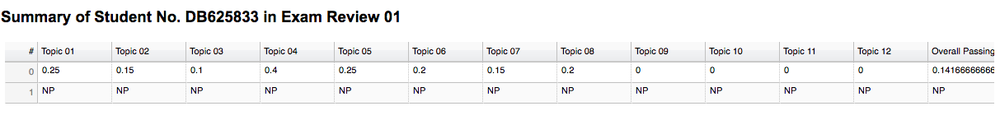 Summary of Student No. DB625833 in Exam Review 01
# Topic 01 Topic 02 Topic 03 Topic 04 Topic 05 Topic 06 Topic 07 Topic 08 Topic 09 Topic 10 Topic 11 Topic 12 Overall Passing
0 0.25 0.15 0.1 0.4 0.25 0.2 0.15 0.2 0 0 0 0 0.14166666666
1 NP NP NP NP NP NP NP NP NP NP NP NP NP